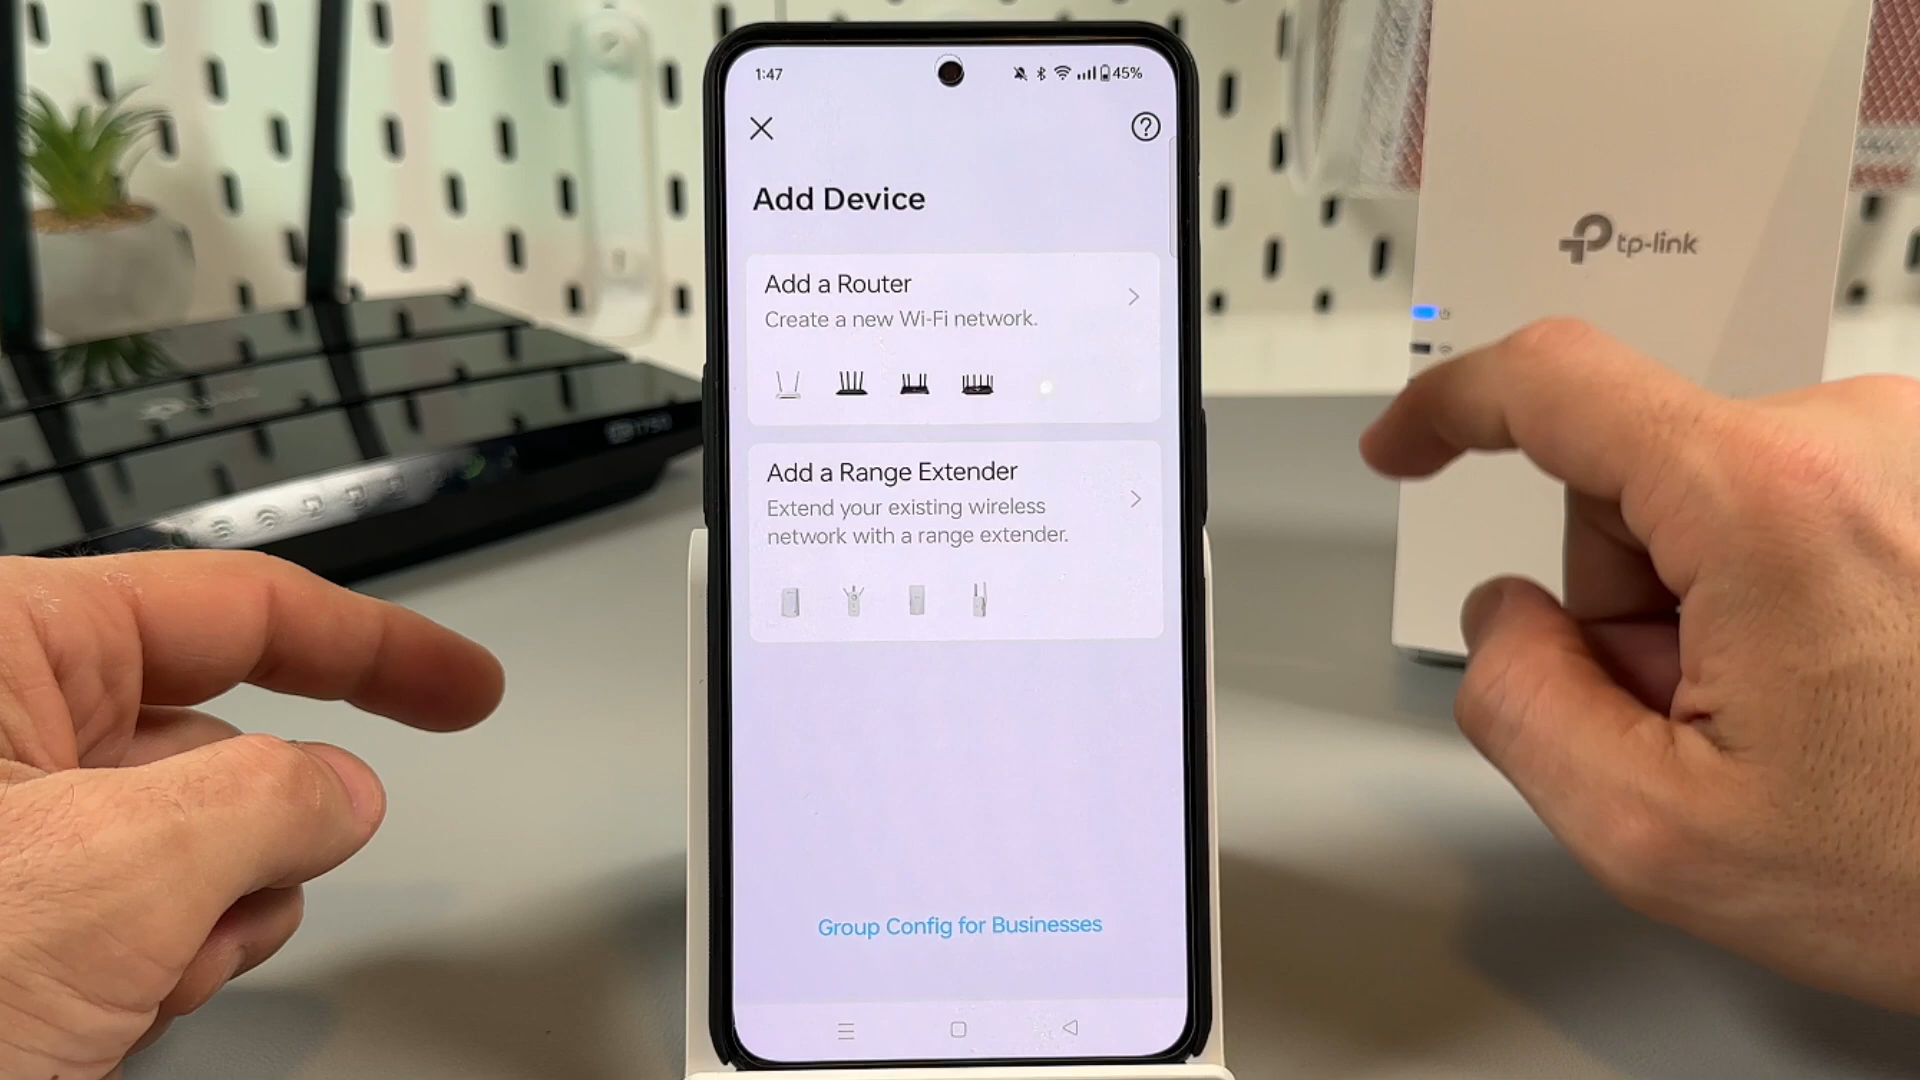 1:47
45%
Add Device
Add a Router
Create a new Wi-Fi network.
Add a Range Extender
Extend your existing wireless
network with a range extender.
Group Config for Businesses
tp-link